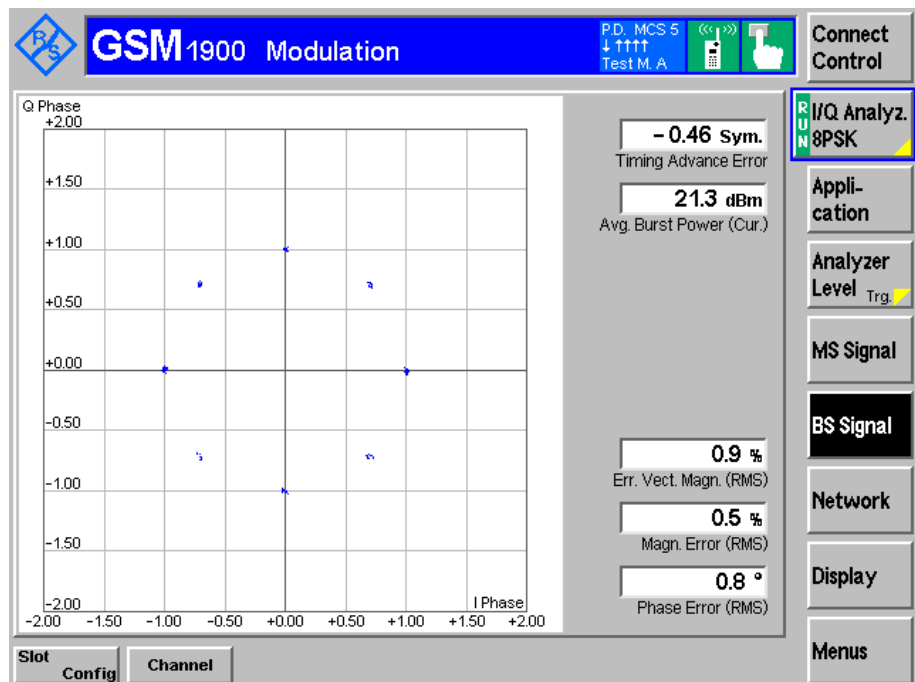 R&S
GSM 1900 Modulation
P.D. MCS 5
↓ ↑↑↑↑
Test M. A
Connect
Control
Q Phase
+2.00
+1.50
+1.00
+0.50
+0.00
-0.50
-1.00
-1.50
-2.00
-2.00 -1.50 -1.00 -0.50 +0.00 +0.50 +1.00 +1.50 +2.00
I Phase
- 0.46 Sym.
Timing Advance Error
21.3 dBm
Avg. Burst Power (Cur.)
0.9 %
Err. Vect. Magn. (RMS)
0.5 %
Magn. Error (RMS)
0.8 °
Phase Error (RMS)
RUN
I/Q Analyz.
8PSK
Appli-
cation
Analyzer
Level Trg.
MS Signal
BS Signal
Network
Display
Menus
Slot
Config
Channel